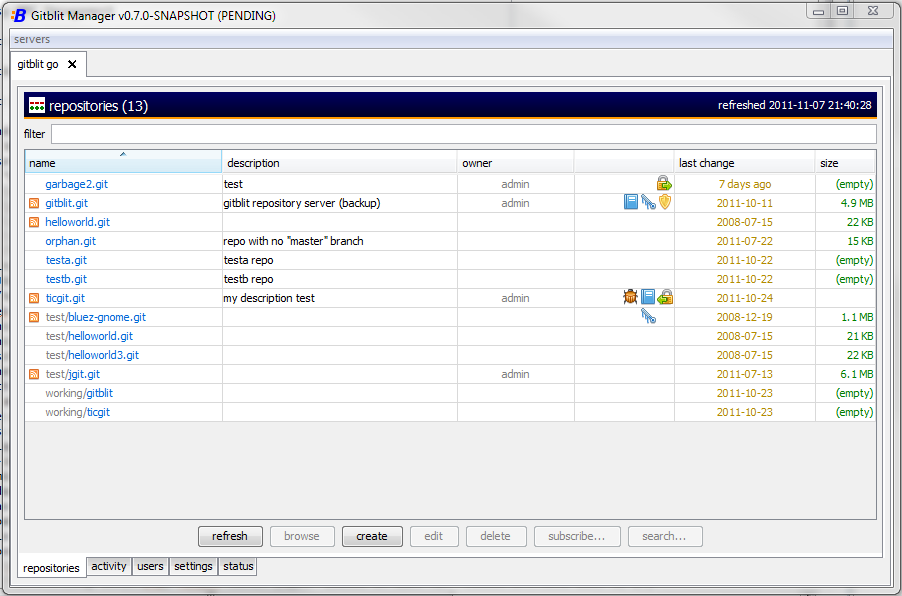 Gitblit Manager v0.7.0-SNAPSHOT (PENDING)
servers
gitblit go
repositories (13) refreshed 2011-11-07 21:40:28
filter
name description owner last change size
garbage2.git test admin 7 days ago (empty)
gitblit.git gitblit repository server (backup) admin 2011-10-11 4.9 MB
helloworld.git 2008-07-15 22 KB
orphan.git repo with no "master" branch 2011-07-22 15 KB
testa.git testa repo 2011-10-22 (empty)
testb.git testb repo 2011-10-22 (empty)
ticgit.git my description test admin 2011-10-24
test/bluez-gnome.git 2008-12-19 1.1 MB
test/helloworld.git 2008-07-15 21 KB
test/helloworld3.git 2008-07-15 22 KB
test/jgit.git admin 2011-07-13 6.1 MB
working/gitblit 2011-10-23 (empty)
working/ticgit 2011-10-23 (empty)
refresh browse create edit delete subscribe... search...
repositories activity users settings status